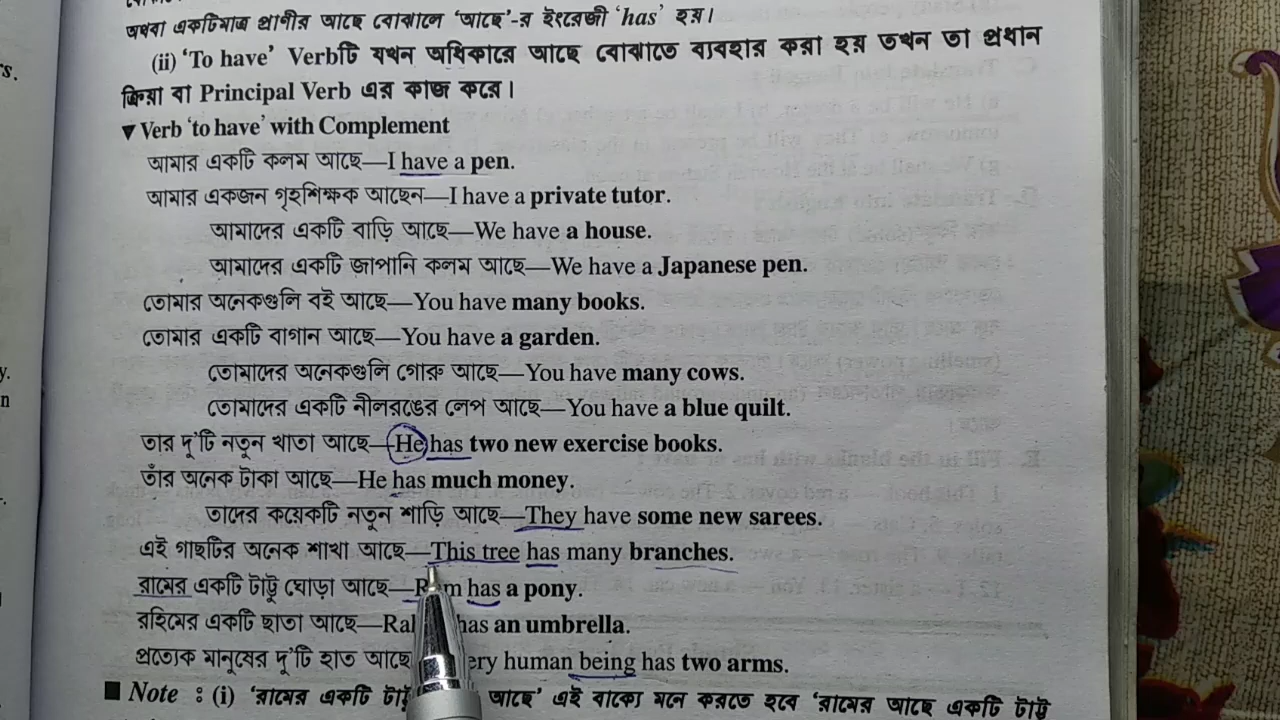 অথবা একটিমাত্র প্রাণীর আছে বোঝালে 'আছে'-র ইংরেজী 'has' হয়।
(ii) 'To have' Verbটি যখন অধিকারে আছে বোঝাতে ব্যবহার করা হয় তখন তা প্রধান
ক্রিয়া বা Principal Verb এর কাজ করে।
▼ Verb 'to have' with Complement
আমার একটি কলম আছে—I have a pen.
আমার একজন গৃহশিক্ষক আছেন—I have a private tutor.
আমাদের একটি বাড়ি আছে—We have a house.
আমাদের একটি জাপানি কলম আছে—We have a Japanese pen.
তোমার অনেকগুলি বই আছে—You have many books.
তোমার একটি বাগান আছে—You have a garden.
তোমাদের অনেকগুলি গোরু আছে—You have many cows.
তোমাদের একটি নীলরঙের লেপ আছে—You have a blue quilt.
তার দু'টি নতুন খাতা আছে—He has two new exercise books.
তাঁর অনেক টাকা আছে—He has much money.
তাদের কয়েকটি নতুন শাড়ি আছে—They have some new sarees.
এই গাছটির অনেক শাখা আছে—This tree has many branches.
রামের একটি টাট্টু ঘোড়া আছে—Ram has a pony.
রহিমের একটি ছাতা আছে— has an umbrella.
প্রত্যেক মানুষের দু'টি হাত আছে human being has two arms.
■ Note : (i) 'রামের একটি আছে' এই বাক্যে মনে করতে হবে 'রামের আছে একটি টাট্টু